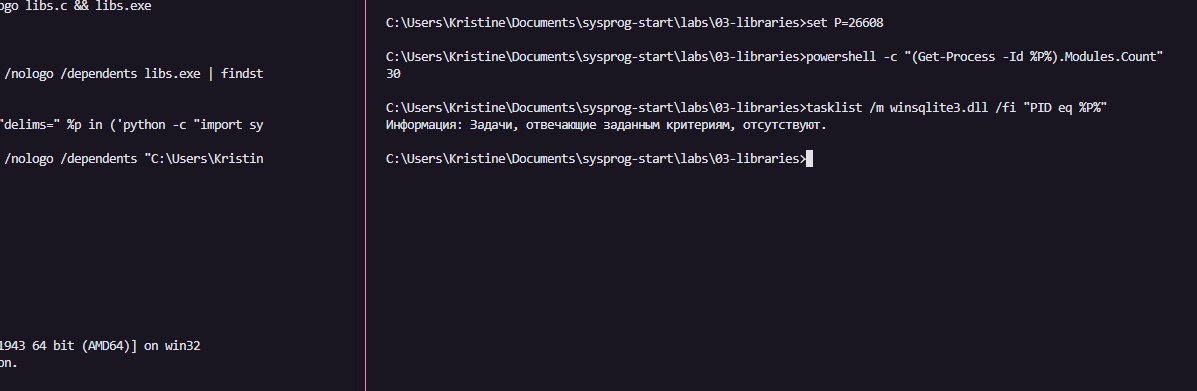 ogo libs.c && libs.exe
/nologo /dependents libs.exe | findst
"delims=" %p in ('python -c "import sy
/nologo /dependents "C:\Users\Kristin
1943 64 bit (AMD64)] on win32
on.
C:\Users\Kristine\Documents\sysprog-start\labs\03-libraries>set P=26608
C:\Users\Kristine\Documents\sysprog-start\labs\03-libraries>powershell -c "(Get-Process -Id %P%).Modules.Count"
30
C:\Users\Kristine\Documents\sysprog-start\labs\03-libraries>tasklist /m winsqlite3.dll /fi "PID eq %P%"
Информация: Задачи, отвечающие заданным критериям, отсутствуют.
C:\Users\Kristine\Documents\sysprog-start\labs\03-libraries>